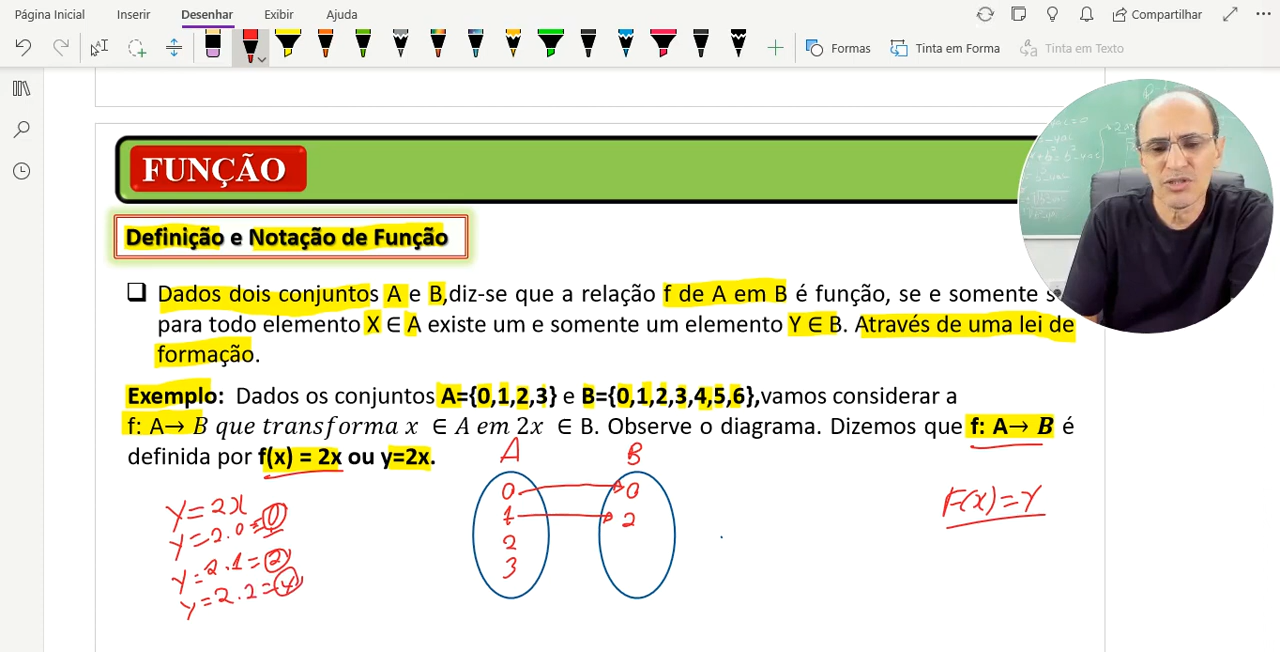 Página Inicial Inserir Desenhar Exibir Ajuda Compartilhar
Formas Tinta em Forma Tinta em Texto
FUNÇÃO
Definição e Notação de Função
Dados dois conjuntos A e B,diz-se que a relação f de A em B é função, se e somente s
para todo elemento X ∈ A existe um e somente um elemento Y ∈ B. Através de uma lei de
formação.
Exemplo: Dados os conjuntos A={0,1,2,3} e B={0,1,2,3,4,5,6},vamos considerar a
f: A→ B que transforma x ∈ A em 2x ∈ B. Observe o diagrama. Dizemos que f: A→ B é
definida por f(x) = 2x ou y=2x.
A B
0 0
1 2
2
3
y=2x
y=2.0=0
y=2.1=2
y=2.2=4
F(x)=Y